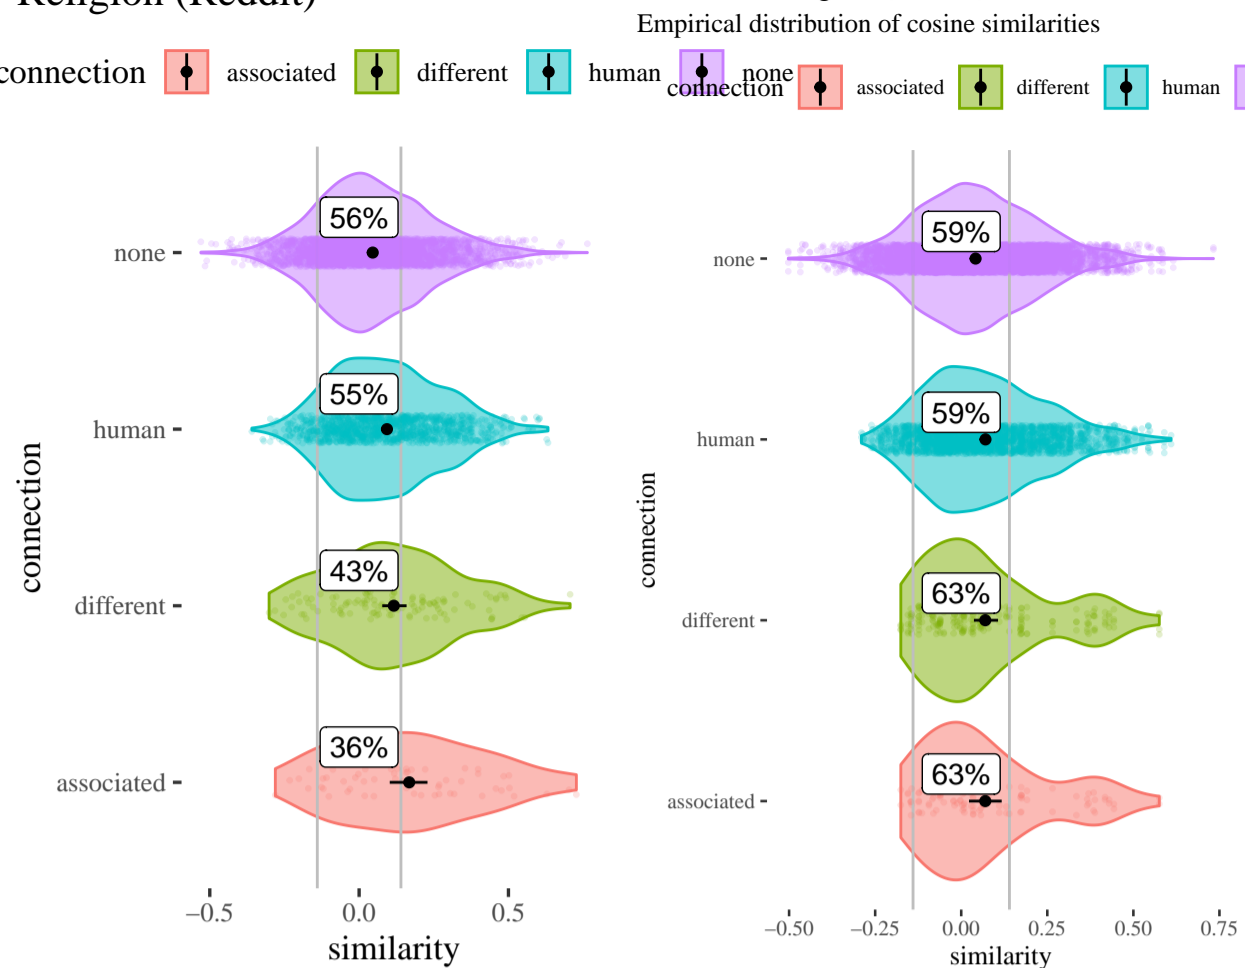 Religion (Reddit)
connection associated different human none
56%
none
55%
human
43%
different
36%
associated
connection
−0.5 0.0 0.5
similarity
Empirical distribution of cosine similarities
connection associated different human
59%
none
59%
human
63%
different
63%
associated
connection
−0.50 −0.25 0.00 0.25 0.50 0.75
similarity